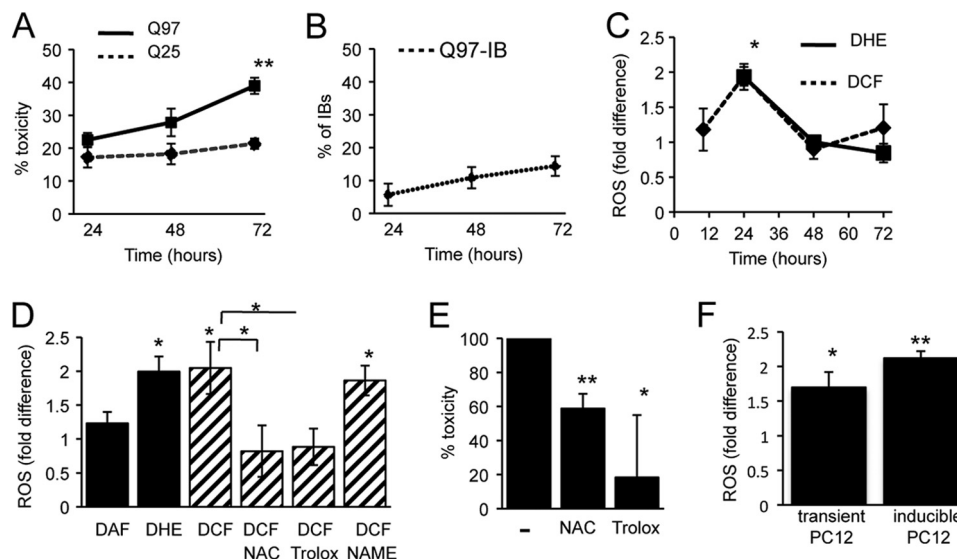 A
Q97
Q25
**
% toxicity
50
40
30
20
10
0
24 48 72
Time (hours)
B
Q97-IB
% of IBs
50
40
30
20
10
0
24 48 72
Time (hours)
C
*
DHE
DCF
ROS (fold difference)
2.5
2
1.5
1
0.5
0 12 24 36 48 60 72
Time (hours)
D
*
* * * *
ROS (fold difference)
2.5
2
1.5
1
0.5
0
DAF DHE DCF DCF DCF DCF
NAC Trolox NAME
E
** *
% toxicity
100
80
60
40
20
0
- NAC Trolox
F
* **
ROS (fold difference)
2.5
2
1.5
1
0.5
0
transient inducible
PC12 PC12